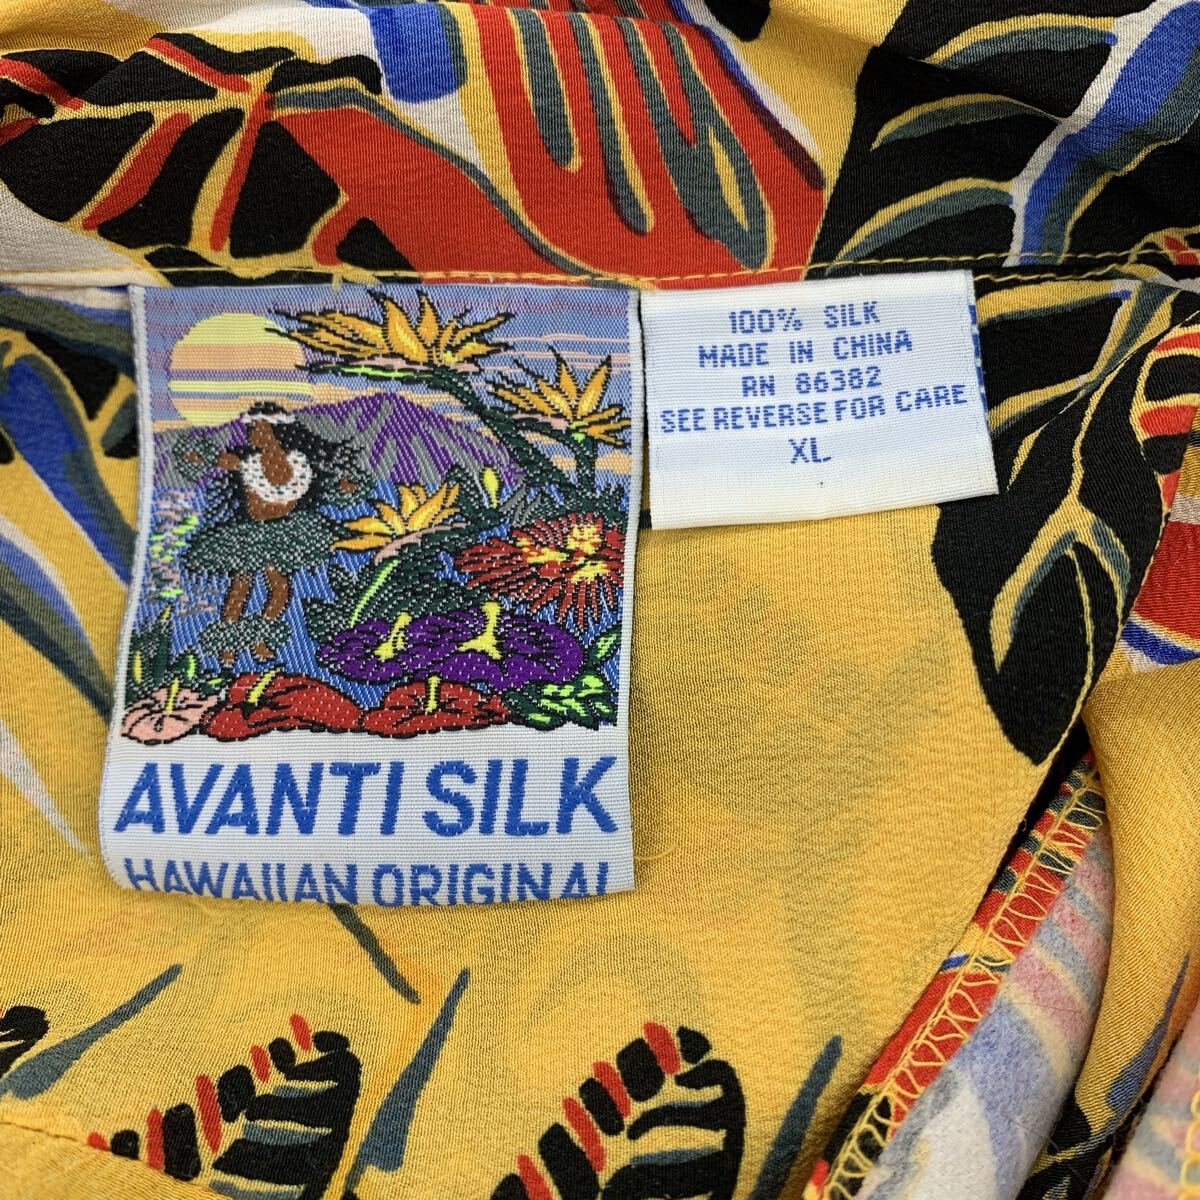 AVANTI SILK
HAWAIIAN ORIGINAL
100% SILK
MADE IN CHINA
RN 86382
SEE REVERSE FOR CARE
XL